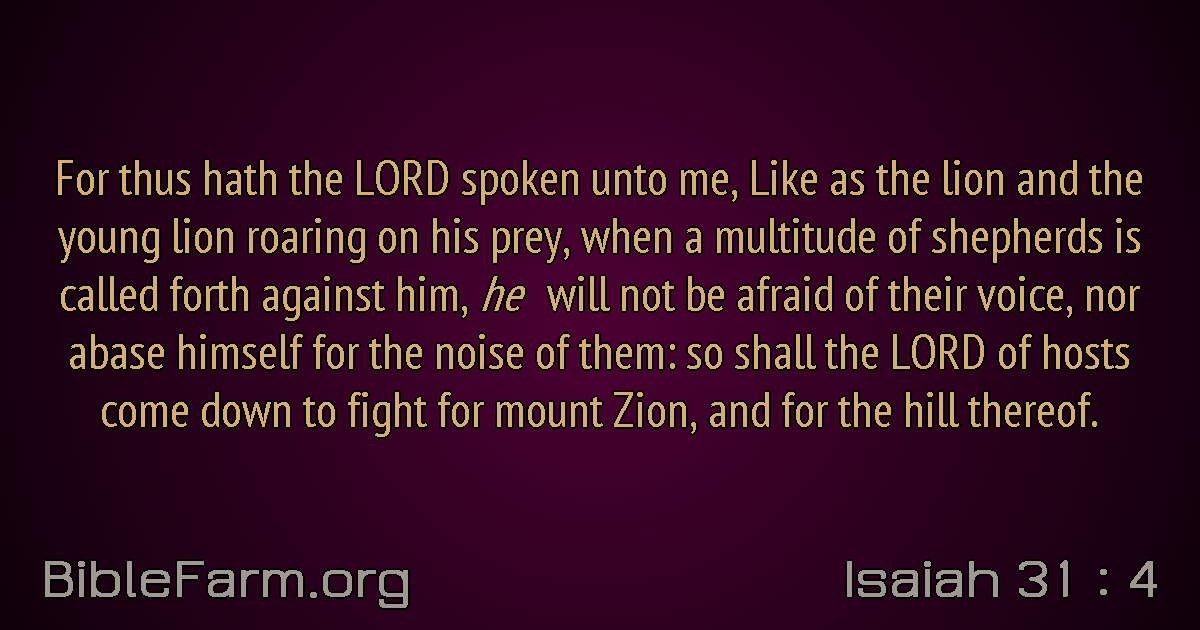 For thus hath the LORD spoken unto me, Like as the lion and the
young lion roaring on his prey, when a multitude of shepherds is
called forth against him, he will not be afraid of their voice, nor
abase himself for the noise of them: so shall the LORD of hosts
come down to fight for mount Zion, and for the hill thereof.
BibleFarm.org
Isaiah 31 : 4